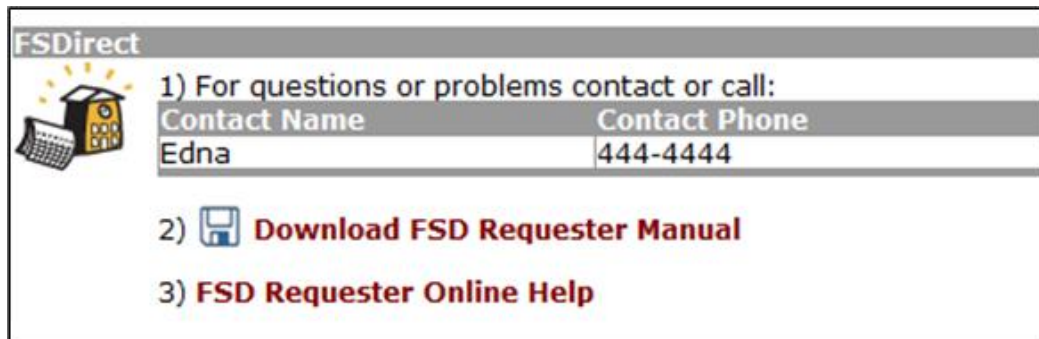 FSDirect
1) For questions or problems contact or call:
Contact Name Contact Phone
Edna 444-4444
2) Download FSD Requester Manual
3) FSD Requester Online Help